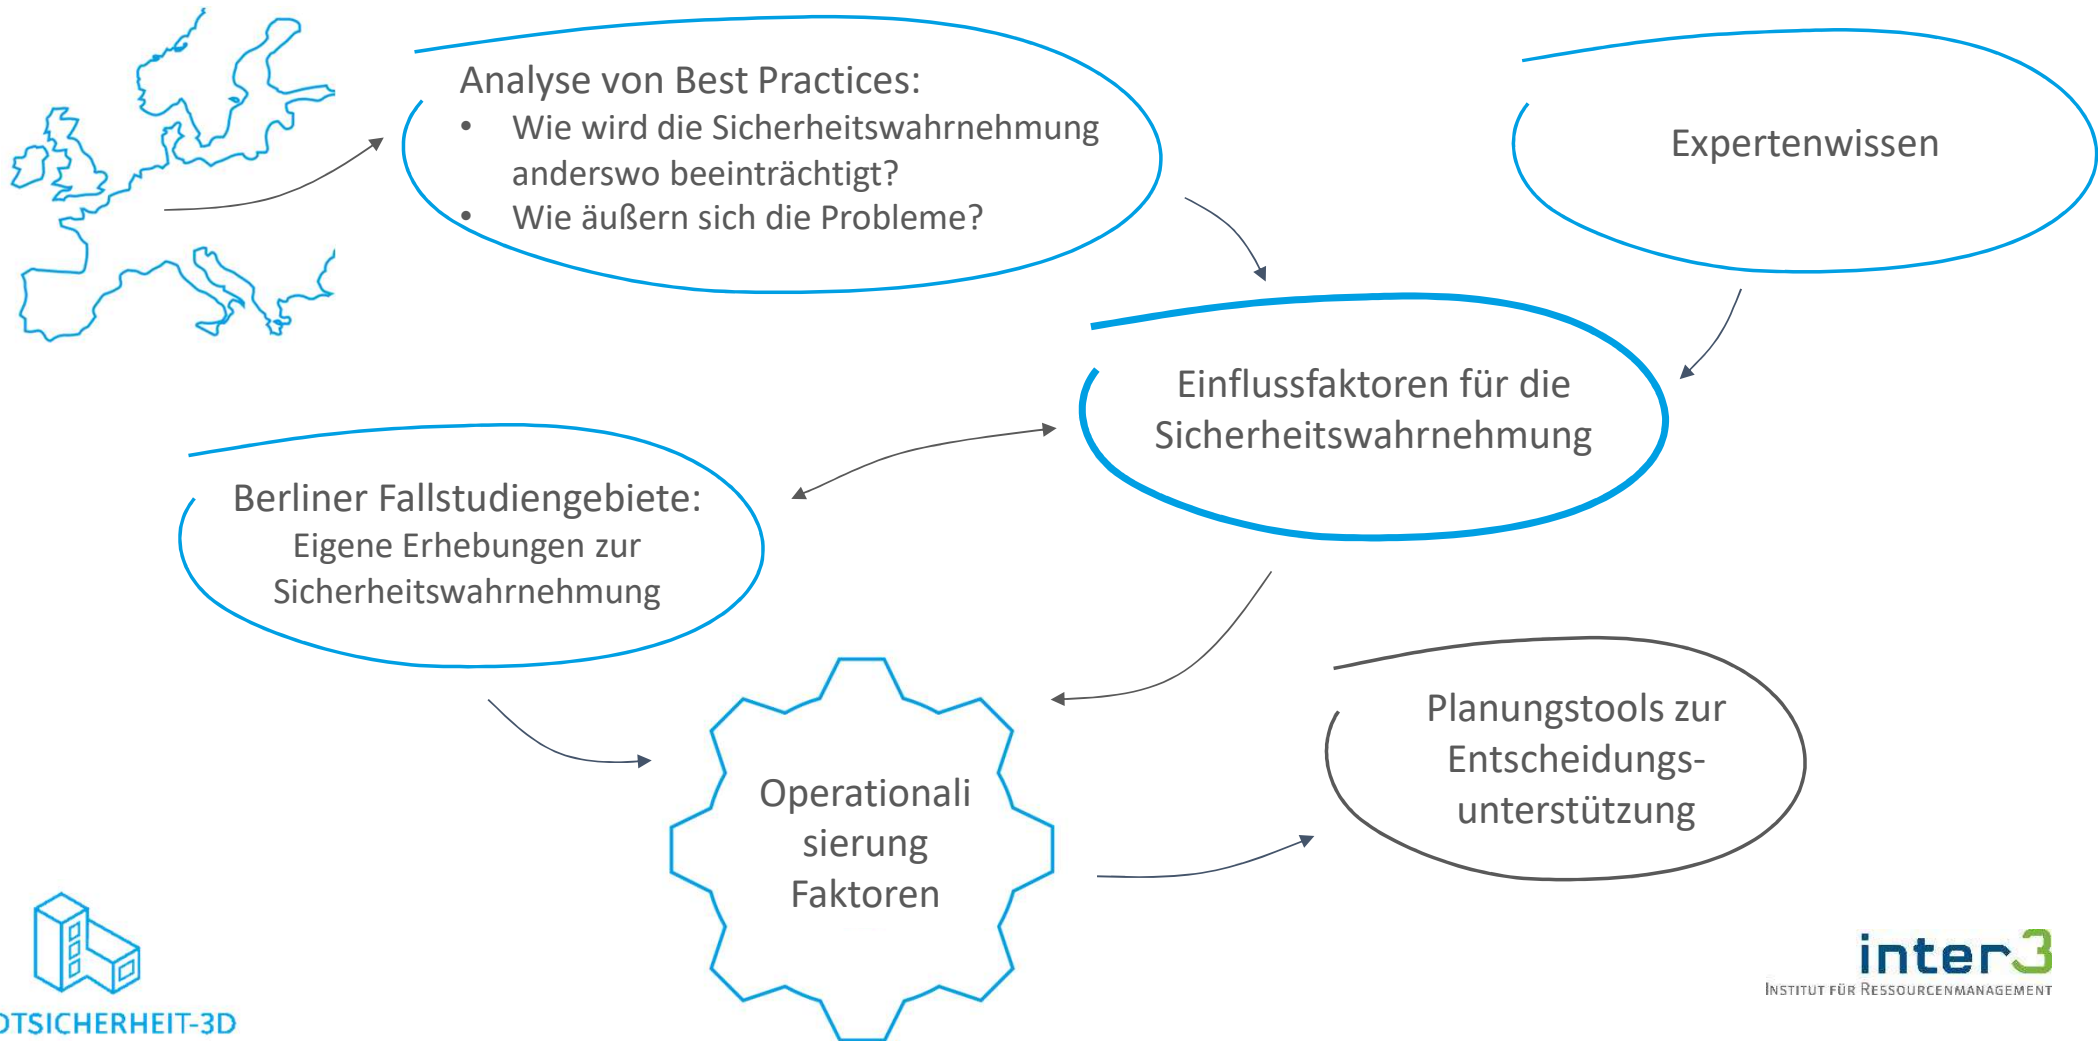 Analyse von Best Practices:
• Wie wird die Sicherheitswahrnehmung
anderswo beeinträchtigt?
• Wie äußern sich die Probleme?
Expertenwissen
Einflussfaktoren für die
Sicherheitswahrnehmung
Berliner Fallstudiengebiete:
Eigene Erhebungen zur
Sicherheitswahrnehmung
Operationali
sierung
Faktoren
Planungstools zur
Entscheidungs-
unterstützung
DTSICHERHEIT-3D
inter3
INSTITUT FÜR RESSOURCENMANAGEMENT